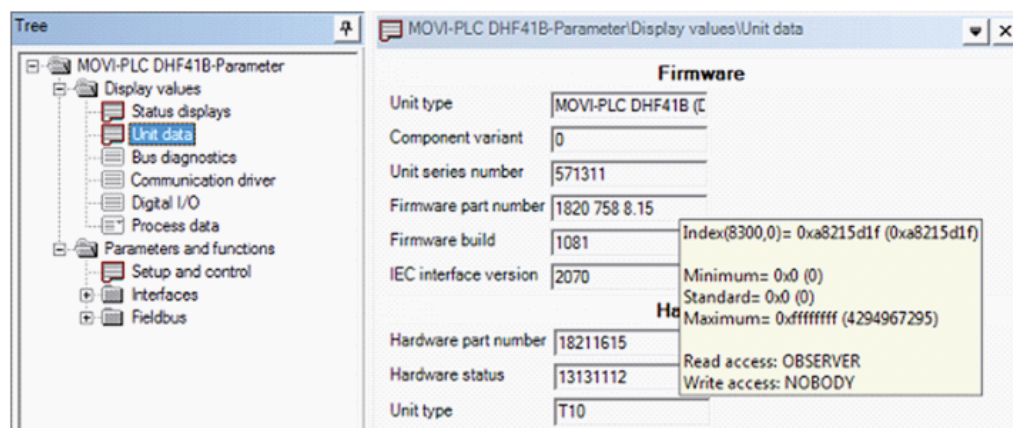 Tree
MOVI-PLC DHF41B-Parameter
Display values
Status displays
Unit data
Bus diagnostics
Communication driver
Digital I/O
Process data
Parameters and functions
Setup and control
Interfaces
Fieldbus
MOVI-PLC DHF41B-Parameter\Display values\Unit data
Firmware
Unit type MOVI-PLC DHF41B (D
Component variant 0
Unit series number 571311
Firmware part number 1820 758 8.15
Firmware build 1081
IEC interface version 2070
Ha
Hardware part number 18211615
Hardware status 13131112
Unit type T10
Index(8300,0)= 0xa8215d1f (0xa8215d1f)
Minimum= 0x0 (0)
Standard= 0x0 (0)
Maximum= 0xffffffff (4294967295)
Read access: OBSERVER
Write access: NOBODY